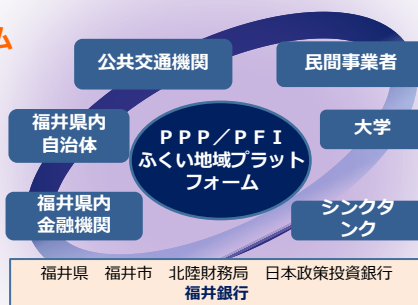 ム
公共交通機関
民間事業者
福井県内
自治体
ＰＰＰ／ＰＦＩ
ふくい地域プラット
フォーム
大学
福井県内
金融機関
シンクタ
ンク
福井県　福井市　北陸財務局　日本政策投資銀行
福井銀行